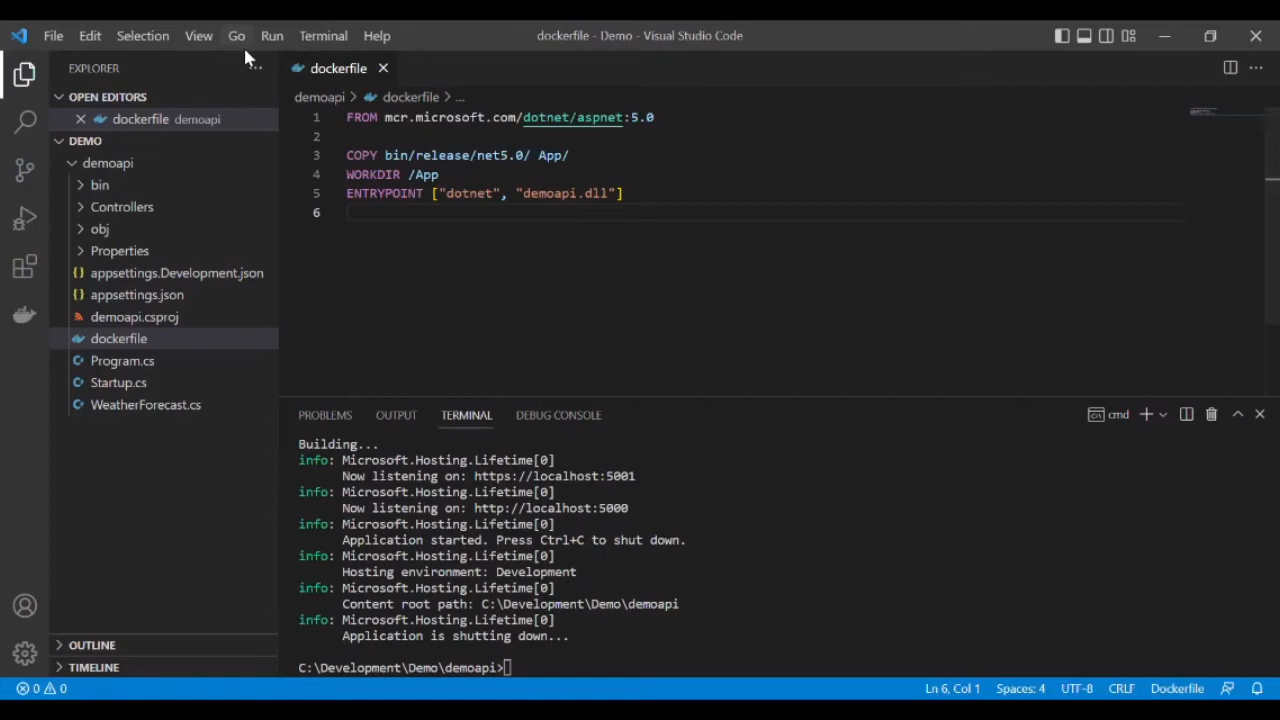 File Edit Selection View Go Run Terminal Help dockerfile - Demo - Visual Studio Code
EXPLORER
OPEN EDITORS
dockerfile demoapi
DEMO
demoapi
bin
Controllers
obj
Properties
{} appsettings.Development.json
{} appsettings.json
demoapi.csproj
dockerfile
Program.cs
Startup.cs
WeatherForecast.cs
OUTLINE
TIMELINE
dockerfile
demoapi > dockerfile > ...
1 FROM mcr.microsoft.com/dotnet/aspnet:5.0
2
3 COPY bin/release/net5.0/ App/
4 WORKDIR /App
5 ENTRYPOINT ["dotnet", "demoapi.dll"]
6
PROBLEMS OUTPUT TERMINAL DEBUG CONSOLE cmd
Building...
info: Microsoft.Hosting.Lifetime[0]
Now listening on: https://localhost:5001
info: Microsoft.Hosting.Lifetime[0]
Now listening on: http://localhost:5000
info: Microsoft.Hosting.Lifetime[0]
Application started. Press Ctrl+C to shut down.
info: Microsoft.Hosting.Lifetime[0]
Hosting environment: Development
info: Microsoft.Hosting.Lifetime[0]
Content root path: C:\Development\Demo\demoapi
info: Microsoft.Hosting.Lifetime[0]
Application is shutting down...
C:\Development\Demo\demoapi>
0 0 Ln 6, Col 1 Spaces: 4 UTF-8 CRLF Dockerfile